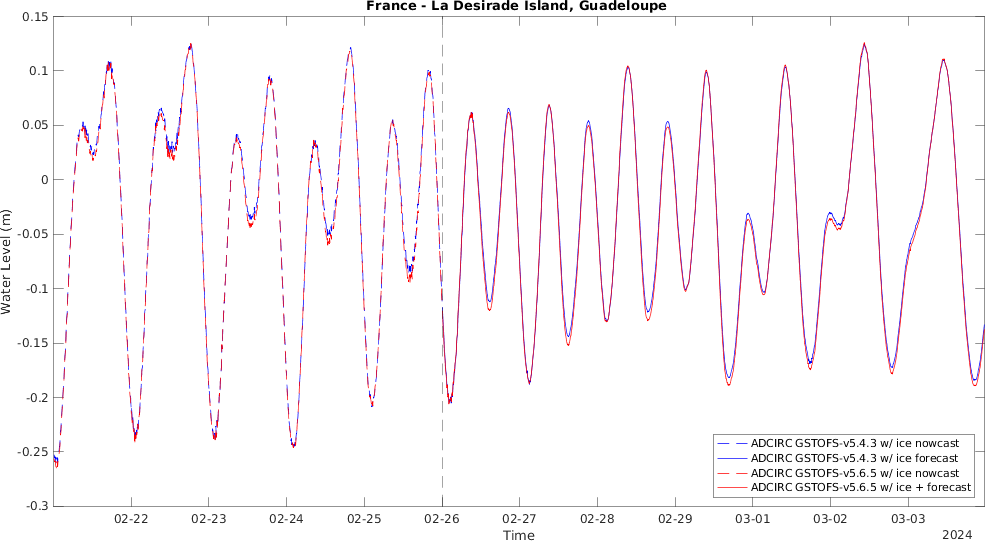 France - La Desirade Island, Guadeloupe
0.15
0.1
0.05
0
-0.05
-0.1
-0.15
-0.2
-0.25
-0.3
Water Level (m)
02-22 02-23 02-24 02-25 02-26 02-27 02-28 02-29 03-01 03-02 03-03
Time
2024
ADCIRC GSTOFS-v5.4.3 w/ ice nowcast
ADCIRC GSTOFS-v5.4.3 w/ ice forecast
ADCIRC GSTOFS-v5.6.5 w/ ice nowcast
ADCIRC GSTOFS-v5.6.5 w/ ice + forecast